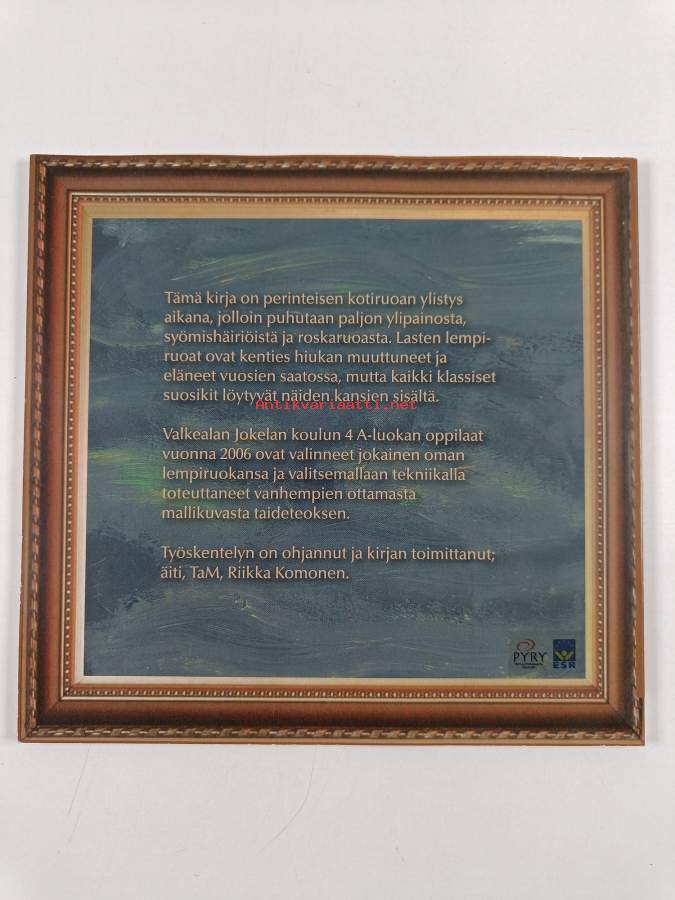 Tämä kirja on perinteisen kotiruoan ylistys
aikana, jolloin puhutaan paljon ylipainosta,
syömishäiriöistä ja roskaruoasta. Lasten lempi-
ruoat ovat kenties hiukan muuttuneet ja
eläneet vuosien saatossa, mutta kaikki klassiset
suosikit löytyvät näiden kansien sisältä.
Antikvariaatti.net
Valkealan Jokelan koulun 4 A-luokan oppilaat
vuonna 2006 ovat valinneet jokainen oman
lempiruokansa ja valitsemallaan tekniikalla
toteuttaneet vanhempien ottamasta
mallikuvasta taideteoksen.
Työskentelyn on ohjannut ja kirjan toimittanut;
äiti, TaM, Riikka Komonen.
PYRY
ESR